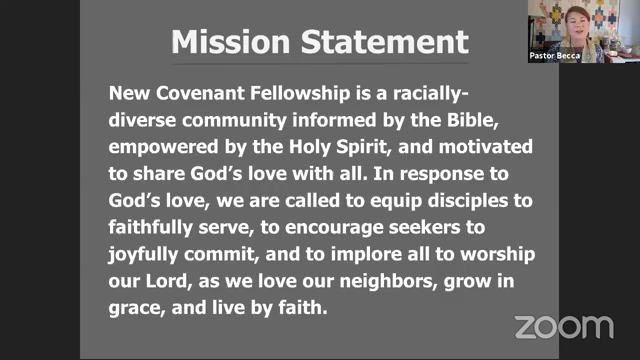 Mission Statement
Pastor Becca
New Covenant Fellowship is a racially-
diverse community informed by the Bible,
empowered by the Holy Spirit, and motivated
to share God's love with all. In response to
God's love, we are called to equip disciples to
faithfully serve, to encourage seekers to
joyfully commit, and to implore all to worship
our Lord, as we love our neighbors, grow in
grace, and live by faith.
zoom